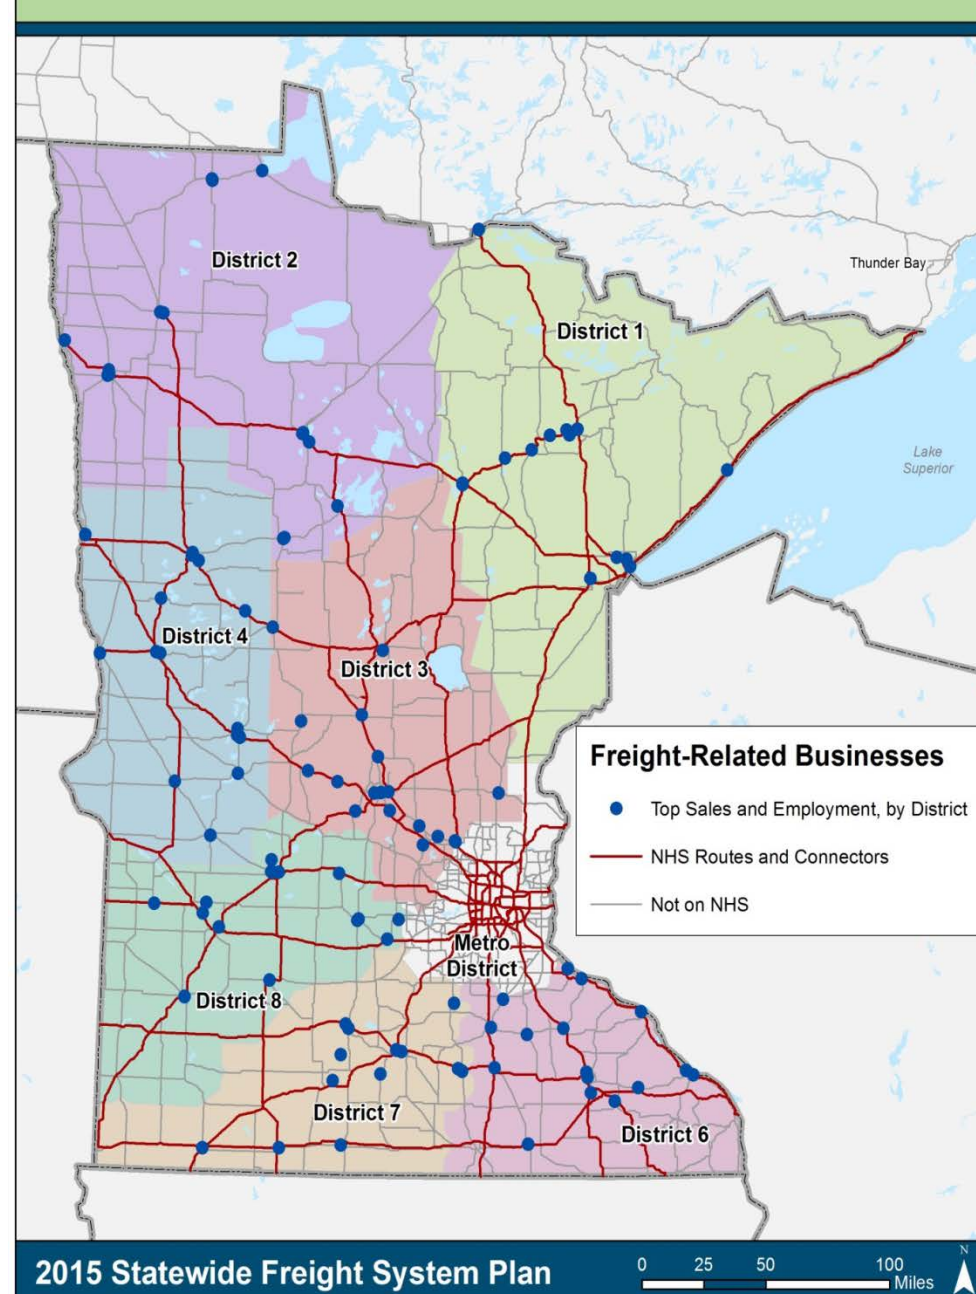 District 2
Thunder Bay
District 1
Lake
Superior
District 4
District 3
Freight-Related Businesses
Top Sales and Employment, by District
NHS Routes and Connectors
Not on NHS
Metro
District
District 8
District 7
District 6
2015 Statewide Freight System Plan
0 25 50 100
Miles
N